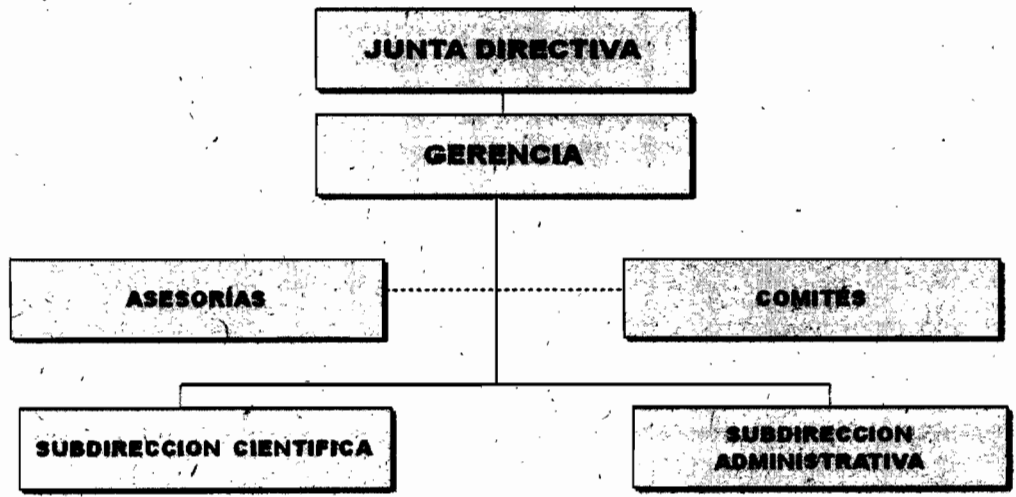 JUNTA DIRECTIVA
GERENCIA
ASESORÍAS
COMITÉS
SUBDIRECCION CIENTIFICA
SUBDIRECCION
ADMINISTRATIVA